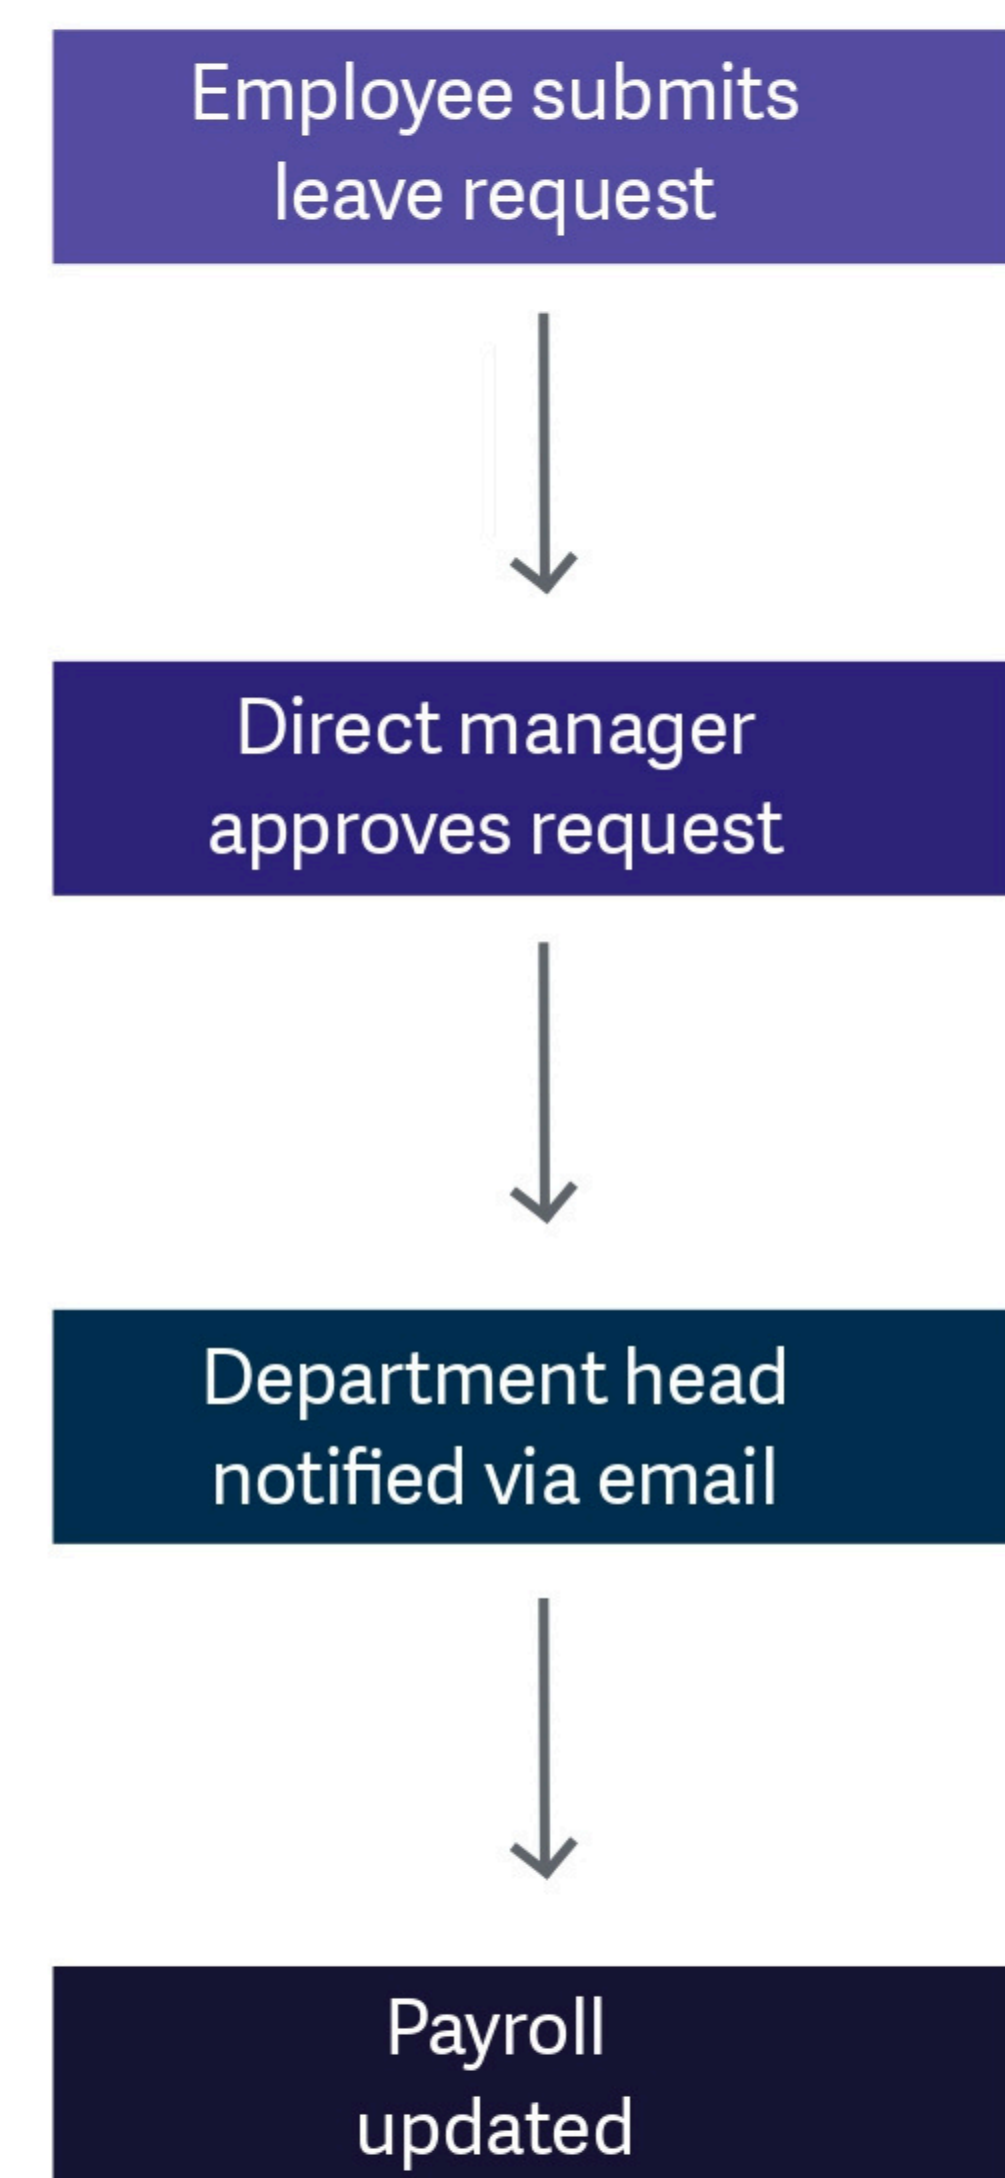 Employee submits
leave request
Direct manager
approves request
Department head
notified via email
Payroll
updated